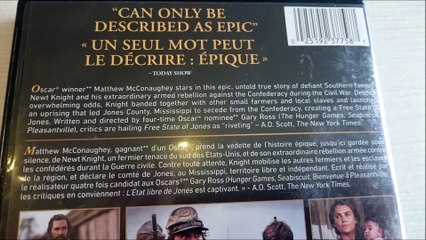 "CAN ONLY BE
DESCRIBED AS EPIC"
« UN SEUL MOT PEUT
LE DÉCRIRE : ÉPIQUE »
– TODAY SHOW
Oscar® winner** Matthew McConaughey stars in this epic, untold true story of defiant Southern farmer
Newt Knight and his extraordinary armed rebellion against the Confederacy during the Civil War. Despite
overwhelming odds, Knight banded together with other small farmers and local slaves and launched
an uprising that led Jones County, Mississippi to secede from the Confederacy, creating a Free State of
Jones. Written and directed by four-time Oscar® nominee** Gary Ross (The Hunger Games, Seabiscuit,
Pleasantville), critics are hailing Free State of Jones as "riveting" – A.O. Scott, The New York Times.
Matthew McConaughey, gagnant** d'un Oscar®, prend la vedette de l'histoire épique, jusqu'ici gardée sous
silence, de Newt Knight, un fermier tenace du sud des États-Unis, et de son extraordinaire rébellion armée contre
les confédérés durant la Guerre civile. Contre toute attente, Knight mobilise les autres fermiers et les esclaves
de la région, et déclare le comté de Jones, au Mississippi, territoire libre et indépendant. Écrit et réalisé par
le réalisateur quatre fois candidat aux Oscars** Gary Ross (Hunger Games, Seabiscuit, Bienvenue à Pleasantville),
les critiques en conviennent : L'État libre de Jones est captivant. » – A.O. Scott, The New York Times.